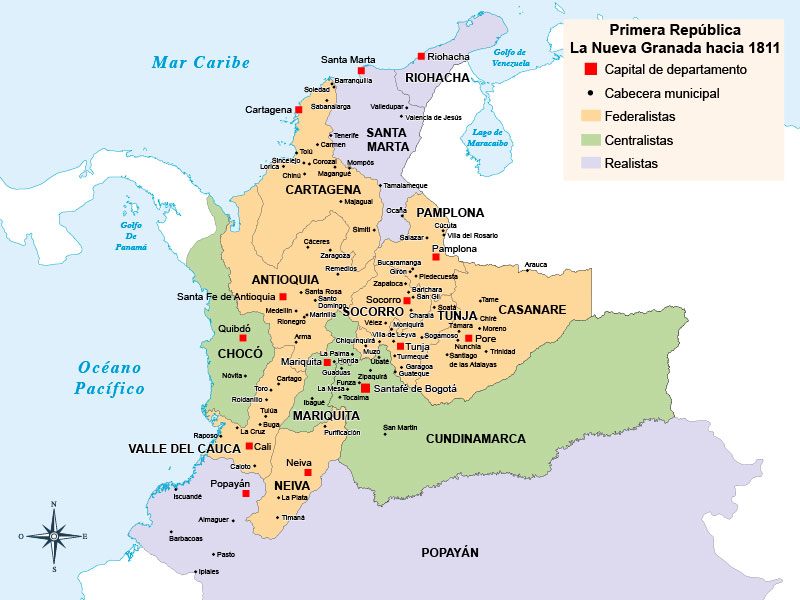 Primera República
La Nueva Granada hacia 1811
Capital de departamento
Cabecera municipal
Federalistas
Centralistas
Realistas
Mar Caribe
Golfo de
Venezuela
Lago de
Maracaibo
Golfo
De
Panamá
Océano
Pacífico
Santa Marta
Riohacha
RIOHACHA
Barranquilla
Soledad
Sabanalarga
Cartagena
Valledupar
Valencia de Jesús
SANTA
MARTA
Tenerife
Carmen
Tolú
Sincelejo
Corozal
Mompós
Lorica
Chinú
Magangué
CARTAGENA
Tamalameque
Majagual
Ocaña
PAMPLONA
Simití
Cúcuta
Villa del Rosario
Salazar
Cáceres
Zaragoza
Pamplona
Remedios
Bucaramanga
Girón
Piedecuesta
Arauca
ANTIOQUIA
Zapatoca
Santa Rosa
Barichara
Santa Fe de Antioquia
Santo
Domingo
Socorro
San Gil
Tame
Medellín
Marinilla
SOCORRO
Charalá
Soatá
TUNJA
Chiré
CASANARE
Rionegro
Vélez
Moniquirá
Támara
Moreno
Quibdó
Arma
Chiquinquirá
Villa de Leyva
Sogamoso
Pore
CHOCÓ
La Palma
Muzo
Tunja
Nunchía
Trinidad
Mariquita
Honda
Ubaté
Turmequé
Santiago
de las Atalayas
Guaduas
Zipaquirá
Garagoa
Guateque
Nóvita
Cartago
Funza
Toro
La Mesa
Santafé de Bogotá
Roldanillo
Ibagué
Tocaima
Tulúa
MARIQUITA
Buga
San Martín
Raposo
La Cruz
Purificación
CUNDINAMARCA
VALLE DEL CAUCA
Cali
Caloto
Neiva
Popayán
NEIVA
Iscuandé
La Plata
Almaguer
Timaná
Barbacoas
Pasto
POPAYÁN
Ipiales
N
O
E
S